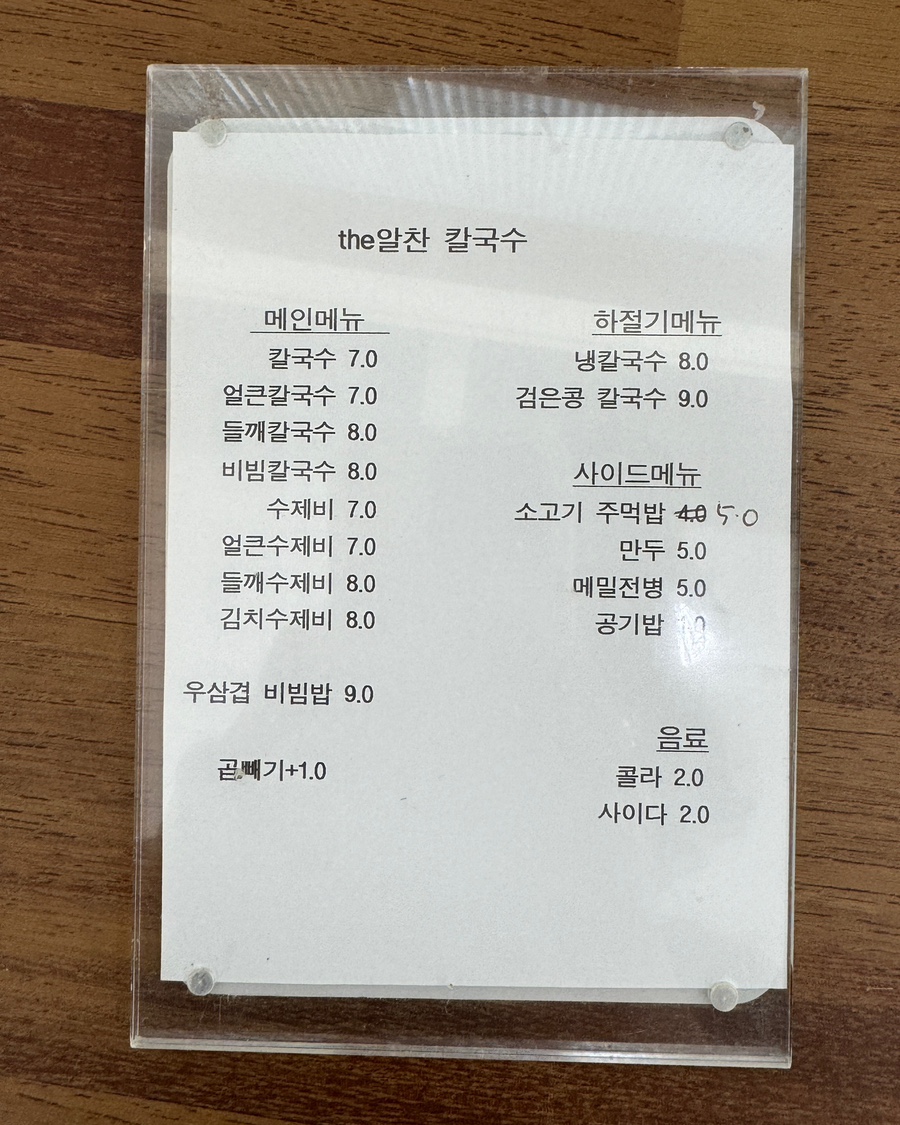 the알찬 칼국수
메인메뉴
칼국수 7.0
얼큰칼국수 7.0
들깨칼국수 8.0
비빔칼국수 8.0
수제비 7.0
얼큰수제비 7.0
들깨수제비 8.0
김치수제비 8.0
우삼겹 비빔밥 9.0
곱빼기+1.0
하절기메뉴
냉칼국수 8.0
검은콩 칼국수 9.0
사이드메뉴
소고기 주먹밥 4.0 5.0
만두 5.0
메밀전병 5.0
공기밥
음료
콜라 2.0
사이다 2.0